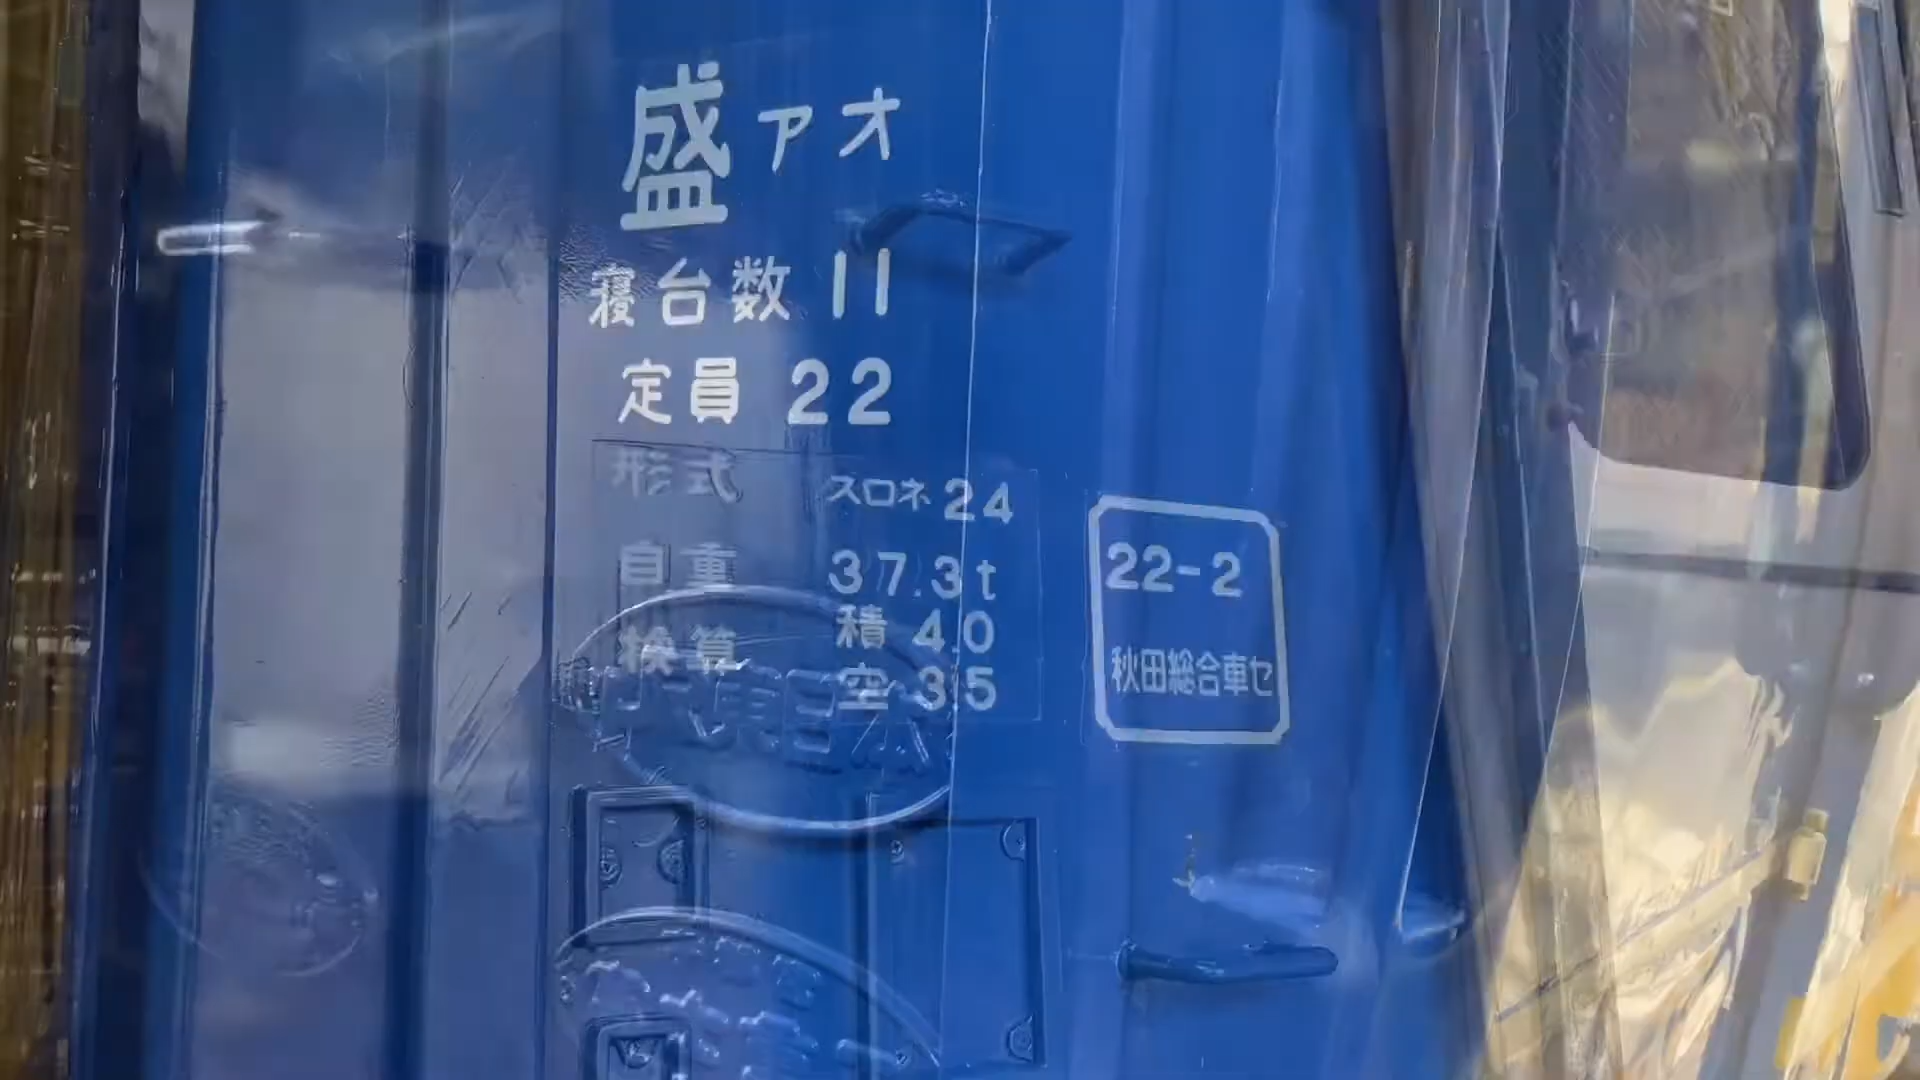 盛アオ
寝台数 11
定員 22
形式 スロネ24
自重 37.3t
換算 積 4.0
空 3.5
22-2
秋田総合車セ